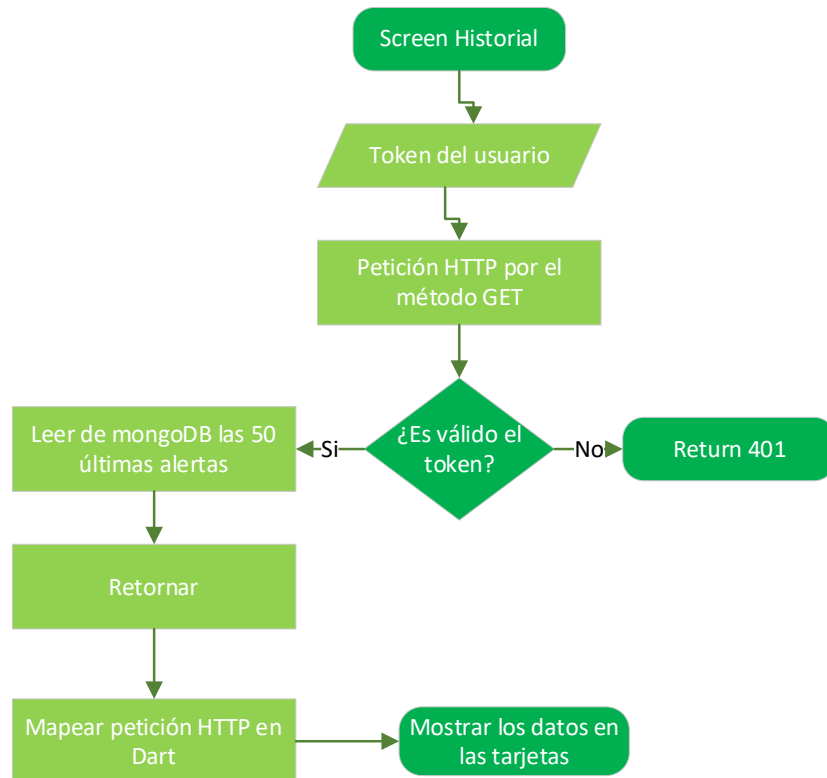 Screen Historial
Token del usuario
Petición HTTP por el
método GET
¿Es válido el
token?
Si
No
Leer de mongoDB las 50
últimas alertas
Return 401
Retornar
Mapear petición HTTP en
Dart
Mostrar los datos en
las tarjetas